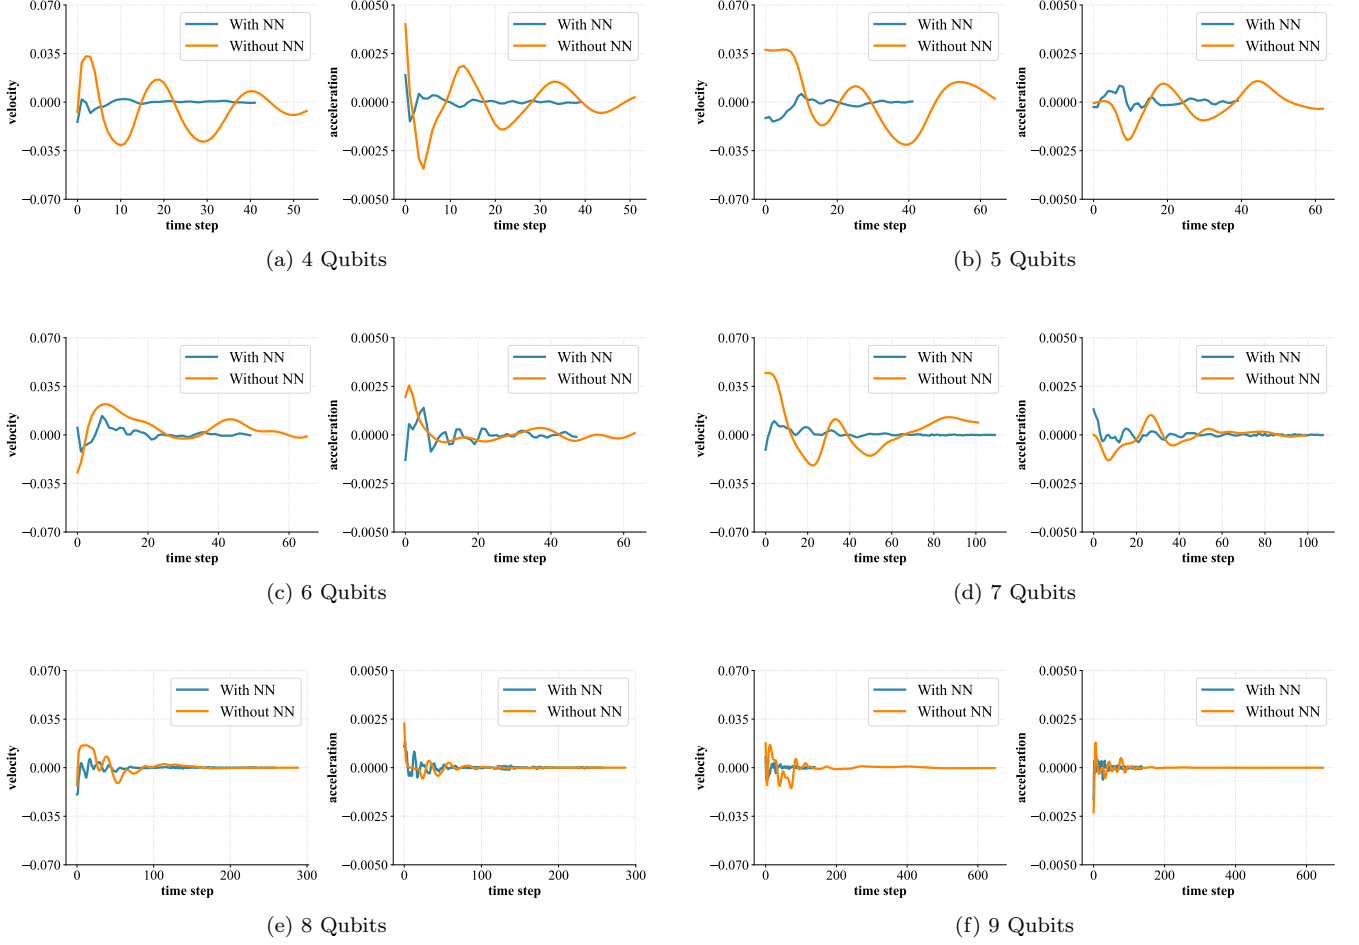 0.070
0.035
0.000
−0.035
−0.070
velocity
0 10 20 30 40 50
time step
With NN
Without NN
0.0050
0.0025
0.0000
−0.0025
−0.0050
acceleration
0 10 20 30 40 50
time step
With NN
Without NN
(a) 4 Qubits
0.070
0.035
0.000
−0.035
−0.070
velocity
0 20 40 60
time step
With NN
Without NN
0.0050
0.0025
0.0000
−0.0025
−0.0050
acceleration
0 20 40 60
time step
With NN
Without NN
(b) 5 Qubits
0.070
0.035
0.000
−0.035
−0.070
velocity
0 20 40 60
time step
With NN
Without NN
0.0050
0.0025
0.0000
−0.0025
−0.0050
acceleration
0 20 40 60
time step
With NN
Without NN
(c) 6 Qubits
0.070
0.035
0.000
−0.035
−0.070
velocity
0 20 40 60 80 100
time step
With NN
Without NN
0.0050
0.0025
0.0000
−0.0025
−0.0050
acceleration
0 20 40 60 80 100
time step
With NN
Without NN
(d) 7 Qubits
0.070
0.035
0.000
−0.035
−0.070
velocity
0 100 200 300
time step
With NN
Without NN
0.0050
0.0025
0.0000
−0.0025
−0.0050
acceleration
0 100 200 300
time step
With NN
Without NN
(e) 8 Qubits
0.070
0.035
0.000
−0.035
−0.070
velocity
0 200 400 600
time step
With NN
Without NN
0.0050
0.0025
0.0000
−0.0025
−0.0050
acceleration
0 200 400 600
time step
With NN
Without NN
(f) 9 Qubits